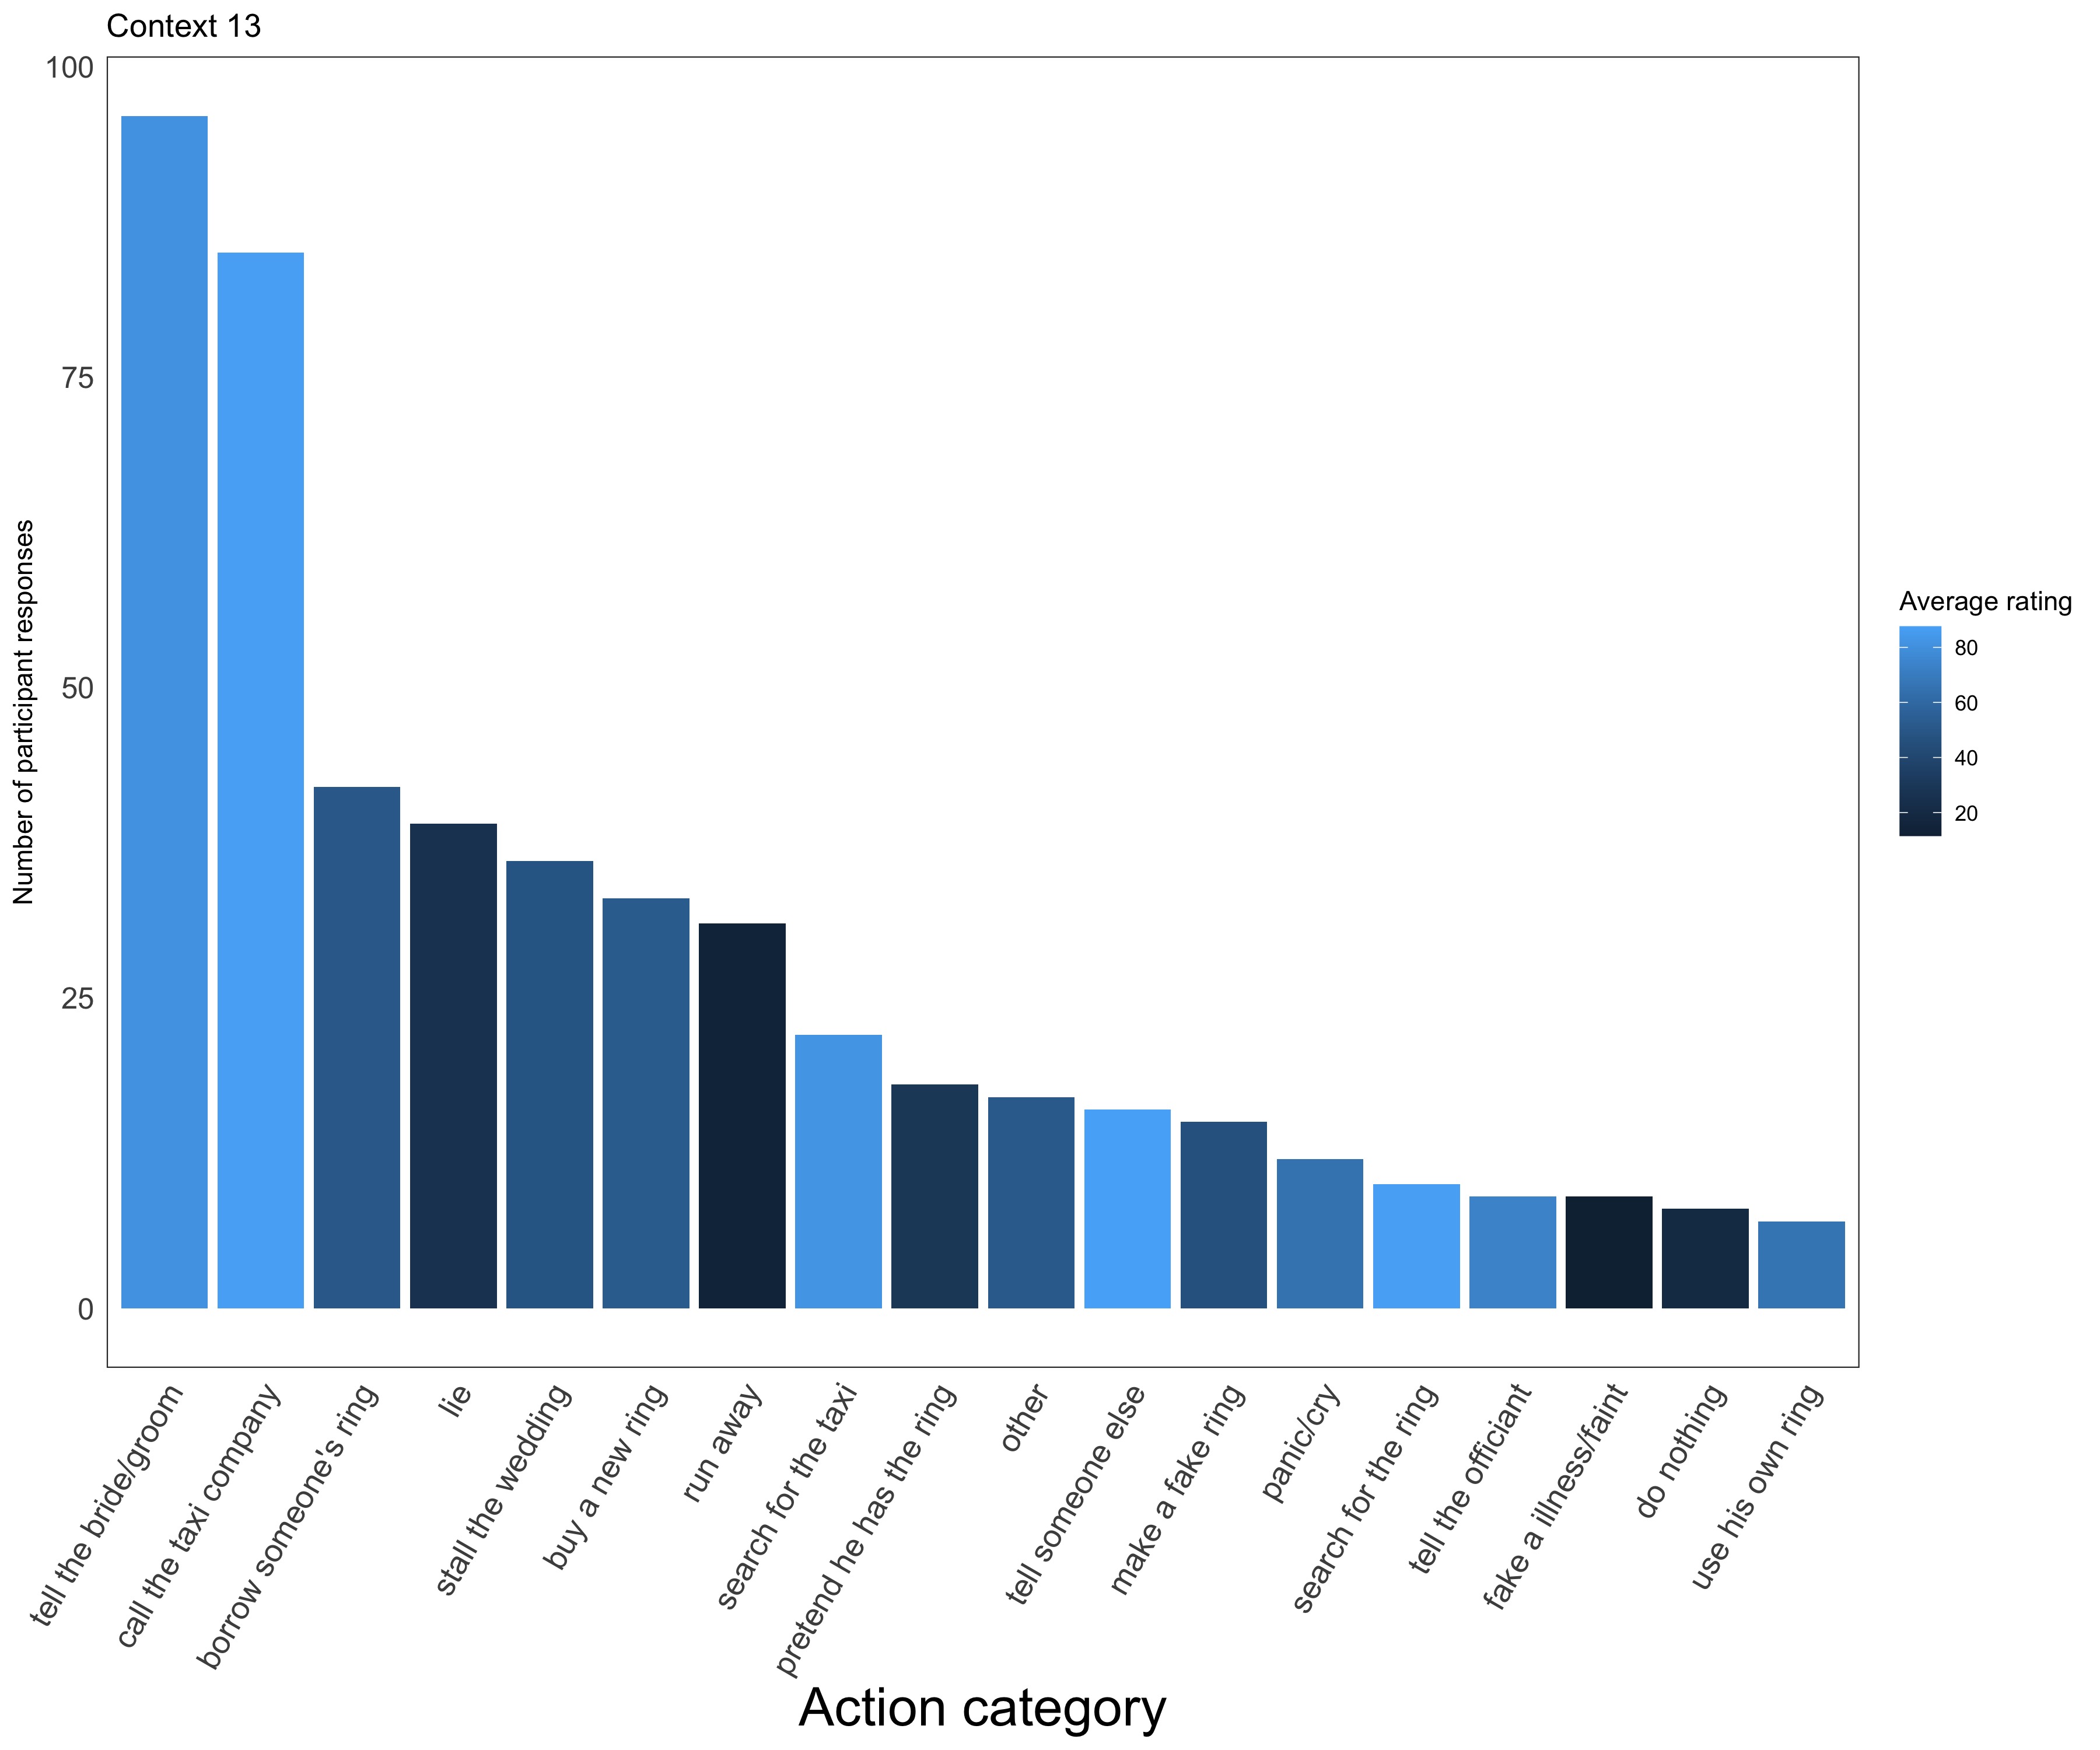 Context 13
Number of participant responses
100
75
50
25
0
tell the bride/groom
call the taxi company
borrow someone's ring
lie
stall the wedding
buy a new ring
run away
search for the taxi
pretend he has the ring
other
tell someone else
make a fake ring
panic/cry
search for the ring
tell the officiant
fake a illness/faint
do nothing
use his own ring
Action category
Average rating
80
60
40
20